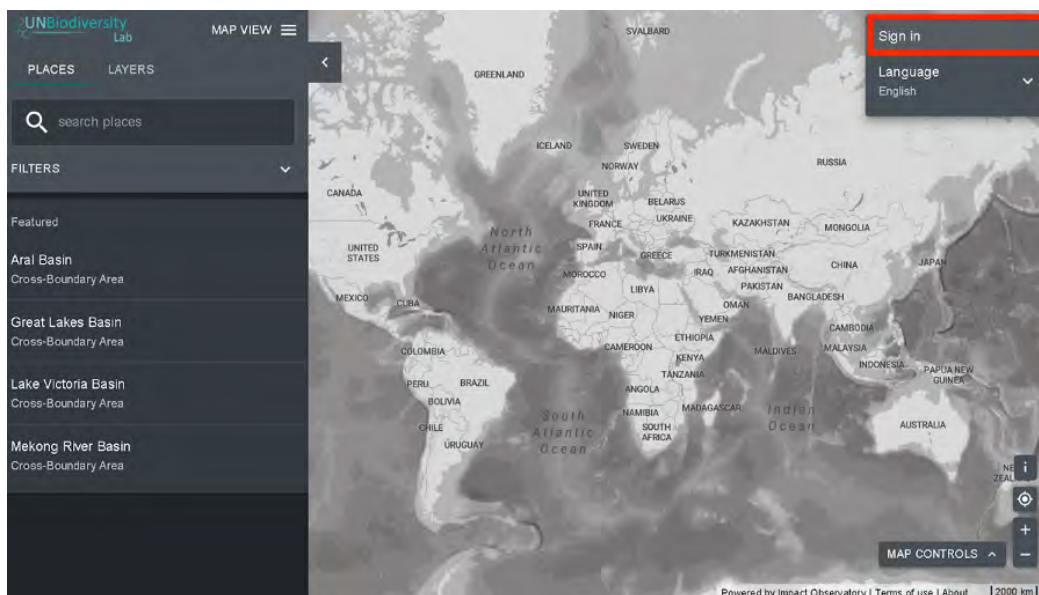 UNBiodiversity
Lab
MAP VIEW
PLACES
LAYERS
search places
FILTERS
Featured
Aral Basin
Cross-Boundary Area
Great Lakes Basin
Cross-Boundary Area
Lake Victoria Basin
Cross-Boundary Area
Mekong River Basin
Cross-Boundary Area
Sign in
Language
English
SVALBARD
GREENLAND
ICELAND
SWEDEN
NORWAY
RUSSIA
CANADA
UNITED
KINGDOM
BELARUS
UKRAINE
FRANCE
KAZAKHSTAN
MONGOLIA
North
Atlantic
Ocean
UNITED
STATES
SPAIN
GREECE
TURKMENISTAN
CHINA
JAPAN
MOROCCO
IRAQ
AFGHANISTAN
PAKISTAN
LIBYA
BANGLADESH
MEXICO
CUBA
OMAN
MAURITANIA
NIGER
YEMEN
CAMBODIA
ETHIOPIA
CAMEROON
COLOMBIA
KENYA
MALDIVES
MALAYSIA
INDONESIA
PAPUA NEW
GUINEA
TANZANIA
PERU
BRAZIL
ANGOLA
BOLIVIA
NAMIBIA
MADAGASCAR
Indian
Ocean
South
Atlantic
Ocean
CHILE
SOUTH
AFRICA
AUSTRALIA
URUGUAY
NE
ZEAL
i
+
MAP CONTROLS
−
Powered by Impact Observatory | Terms of use | About
2000 km